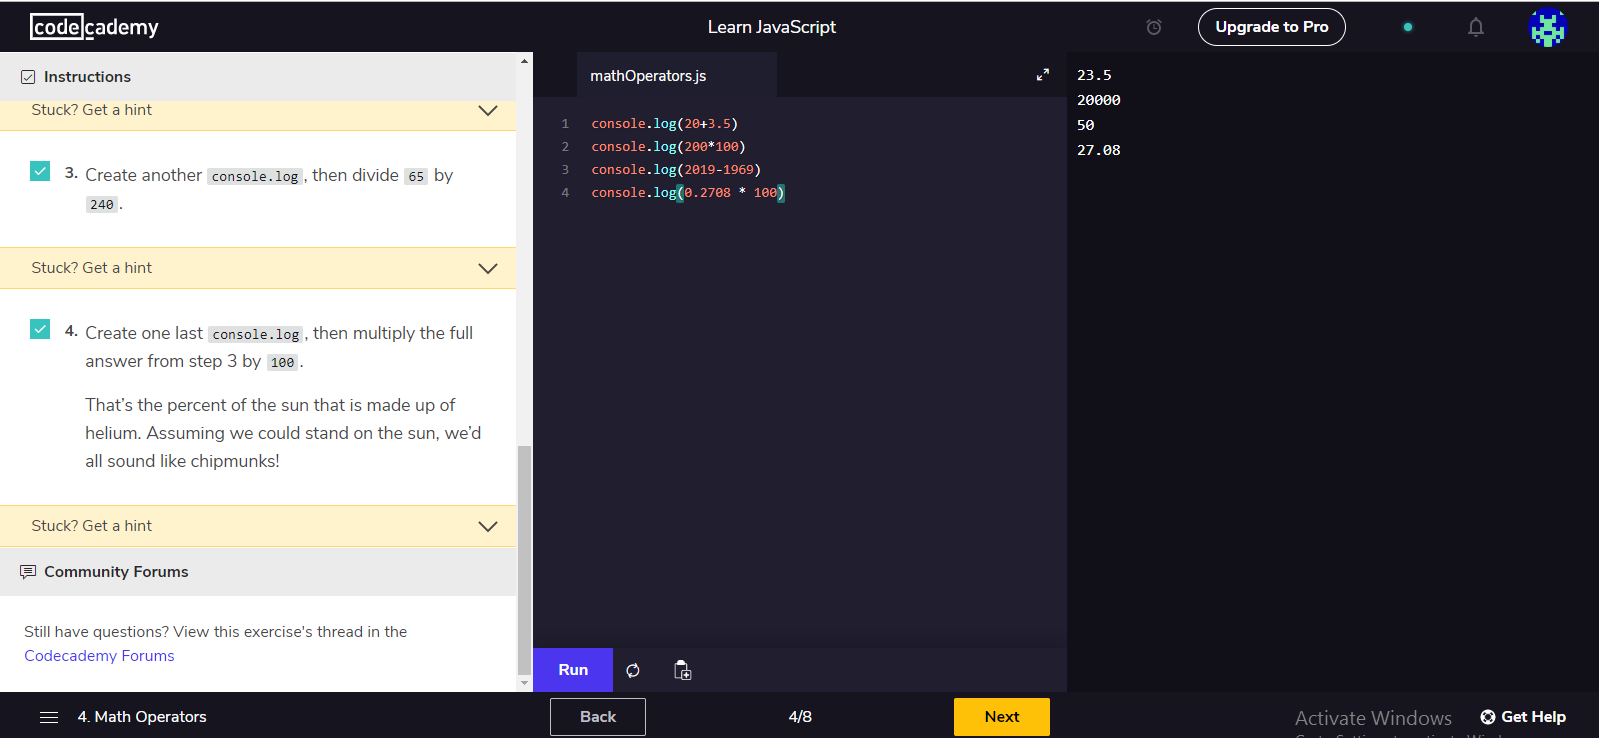 codecademy
Learn JavaScript
Upgrade to Pro
Instructions
Stuck? Get a hint
3. Create another console.log, then divide 65 by
240.
Stuck? Get a hint
4. Create one last console.log, then multiply the full
answer from step 3 by 100.
That’s the percent of the sun that is made up of
helium. Assuming we could stand on the sun, we’d
all sound like chipmunks!
Stuck? Get a hint
Community Forums
Still have questions? View this exercise's thread in the
Codecademy Forums
mathOperators.js
1 console.log(20+3.5)
2 console.log(200*100)
3 console.log(2019-1969)
4 console.log(0.2708 * 100)
Run
23.5
20000
50
27.08
4. Math Operators
Back
4/8
Next
Activate Windows
Get Help